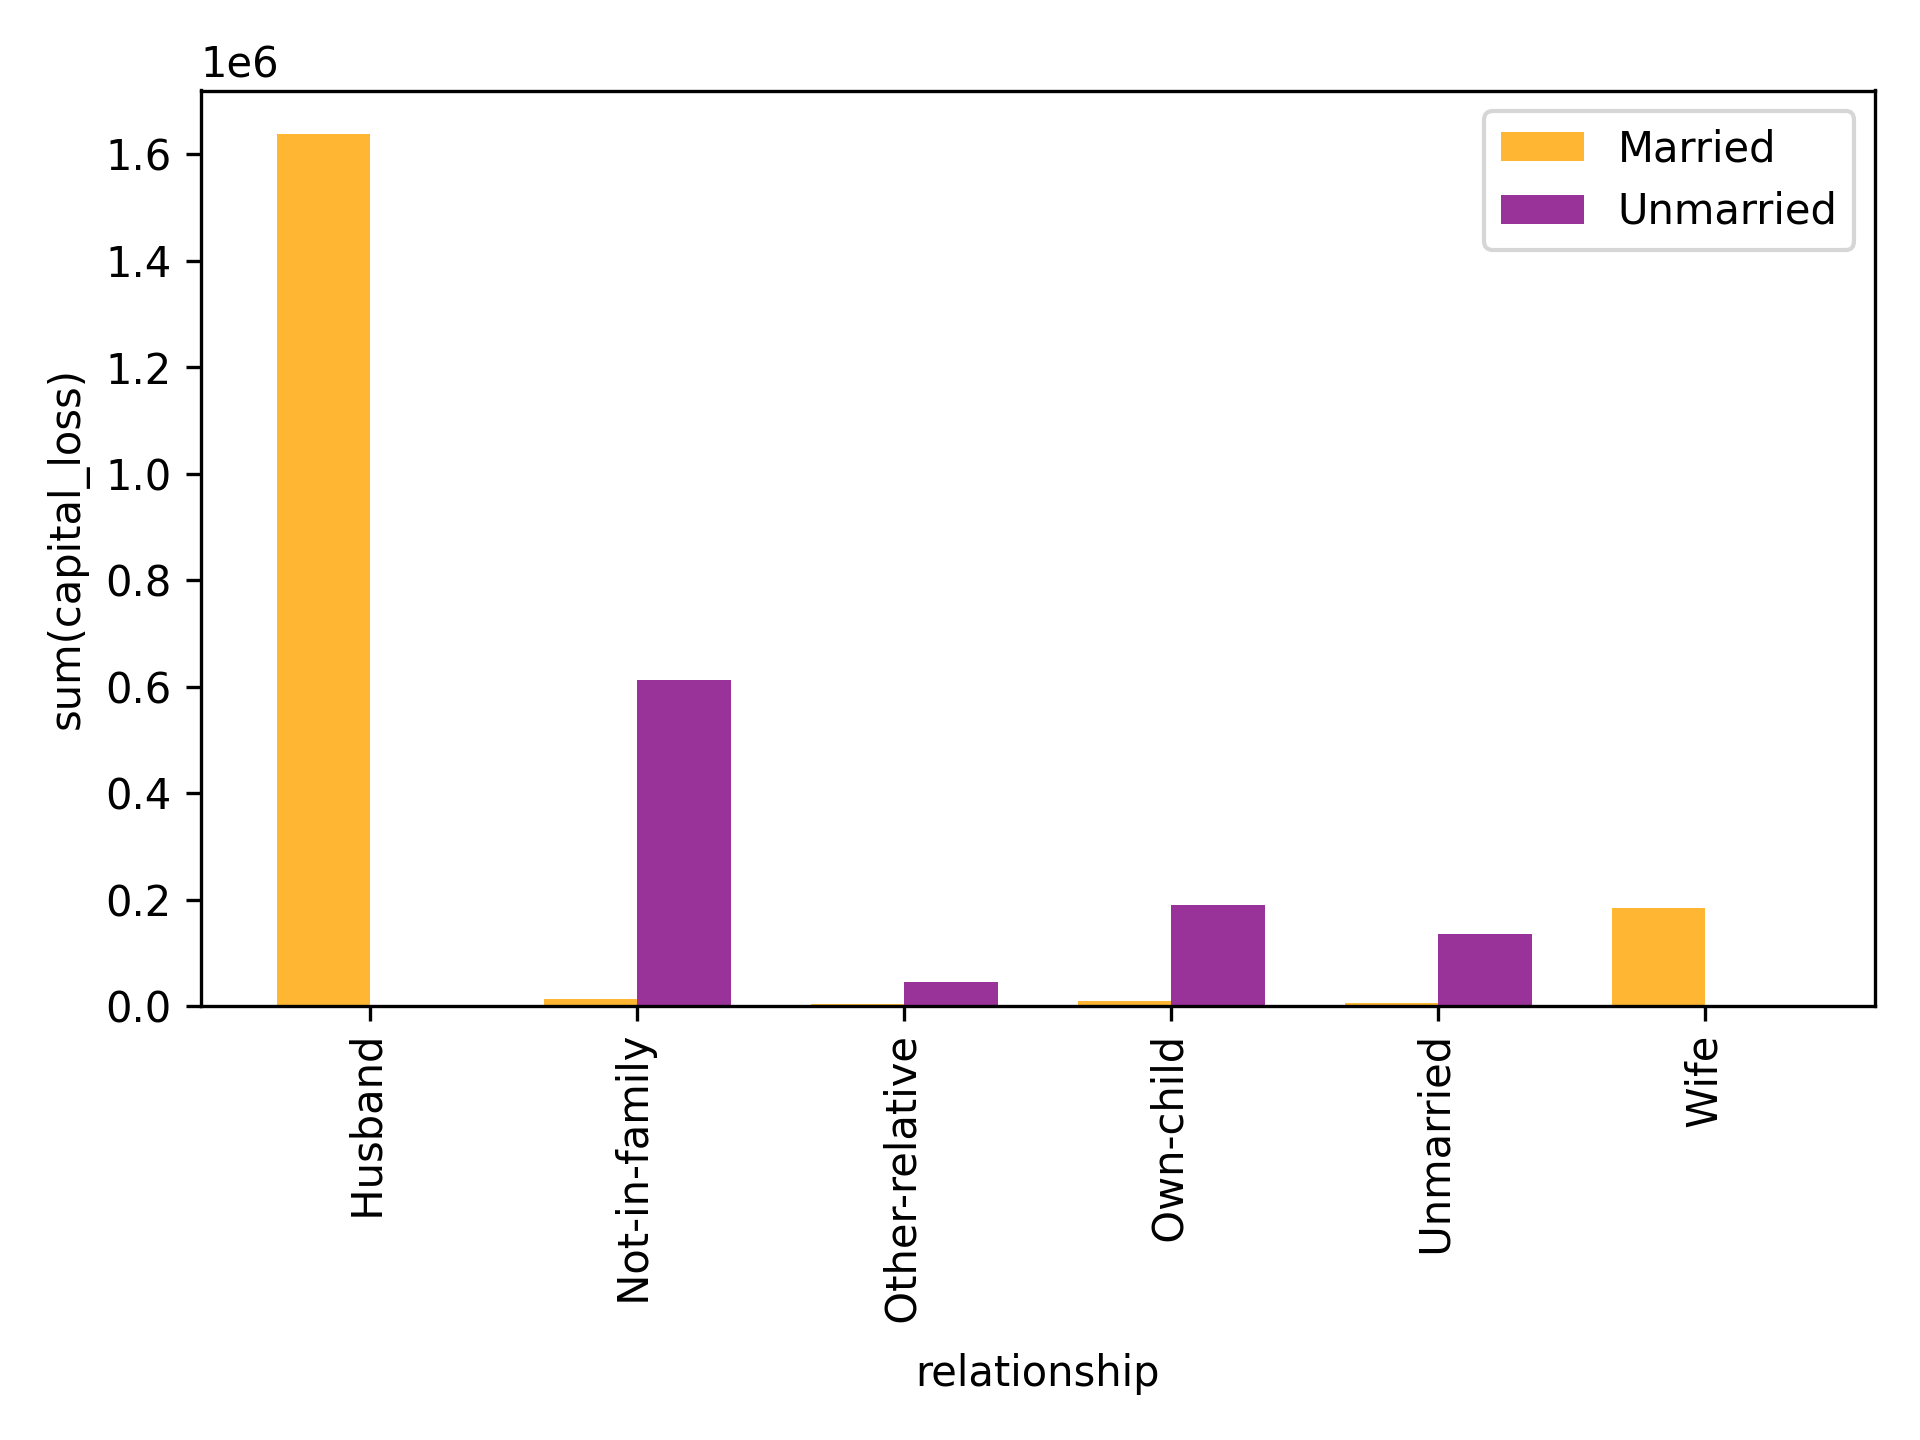 1e6
1.6
1.4
1.2
1.0
0.8
0.6
0.4
0.2
0.0
sum(capital_loss)
Married
Unmarried
Husband
Not-in-family
Other-relative
Own-child
Unmarried
Wife
relationship